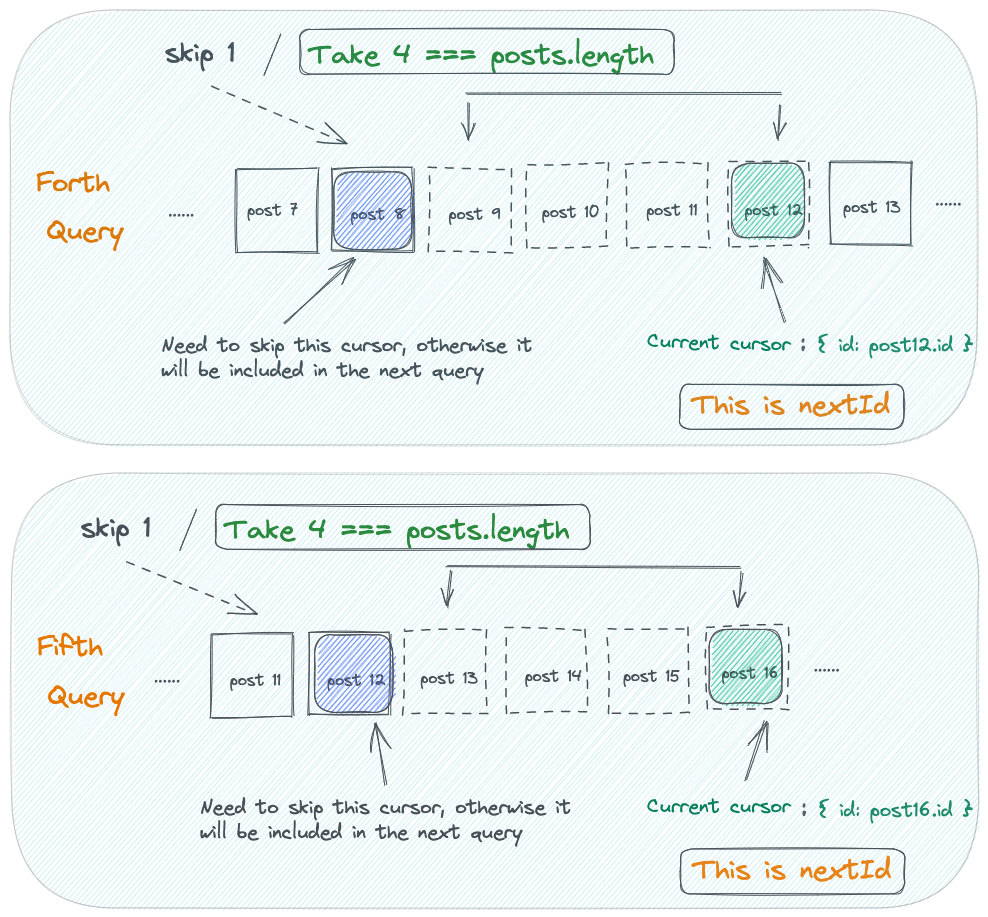 skip 1 / Take 4 === posts.length
Forth
Query
...... post 7 post 8 post 9 post 10 post 11 post 12 post 13 ......
Need to skip this cursor, otherwise it
will be included in the next query
Current cursor : { id: post12.id }
This is nextId
skip 1 / Take 4 === posts.length
Fifth
Query
...... post 11 post 12 post 13 post 14 post 15 post 16 ......
Need to skip this cursor, otherwise it
will be included in the next query
Current cursor : { id: post16.id }
This is nextId